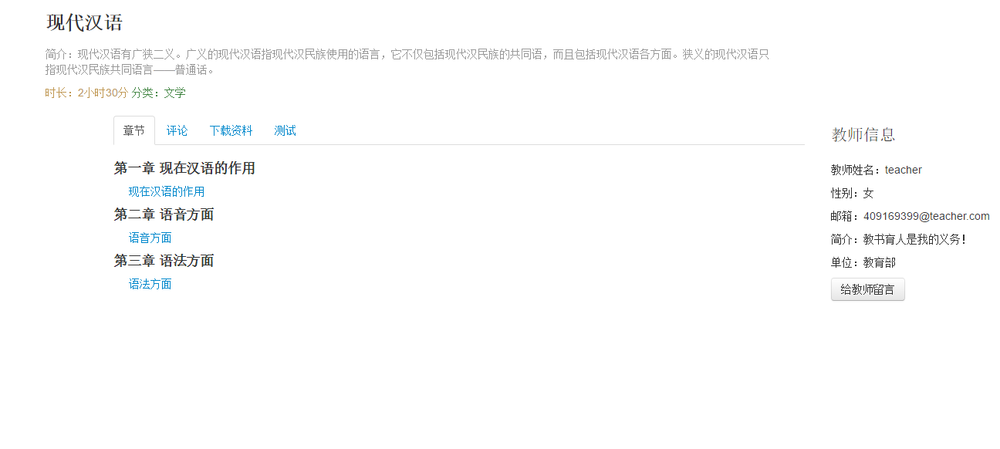 现代汉语
简介：现代汉语有广狭二义。广义的现代汉语指现代汉民族使用的语言，它不仅包括现代汉民族的共同语，而且包括现代汉语各方面。狭义的现代汉语只
指现代汉民族共同语言——普通话。
时长：2小时30分 分类：文学
章节 评论 下载资料 测试
第一章 现在汉语的作用
现在汉语的作用
第二章 语音方面
语音方面
第三章 语法方面
语法方面
教师信息
教师姓名：teacher
性别：女
邮箱：409169399@teacher.com
简介：教书育人是我的义务！
单位：教育部
给教师留言